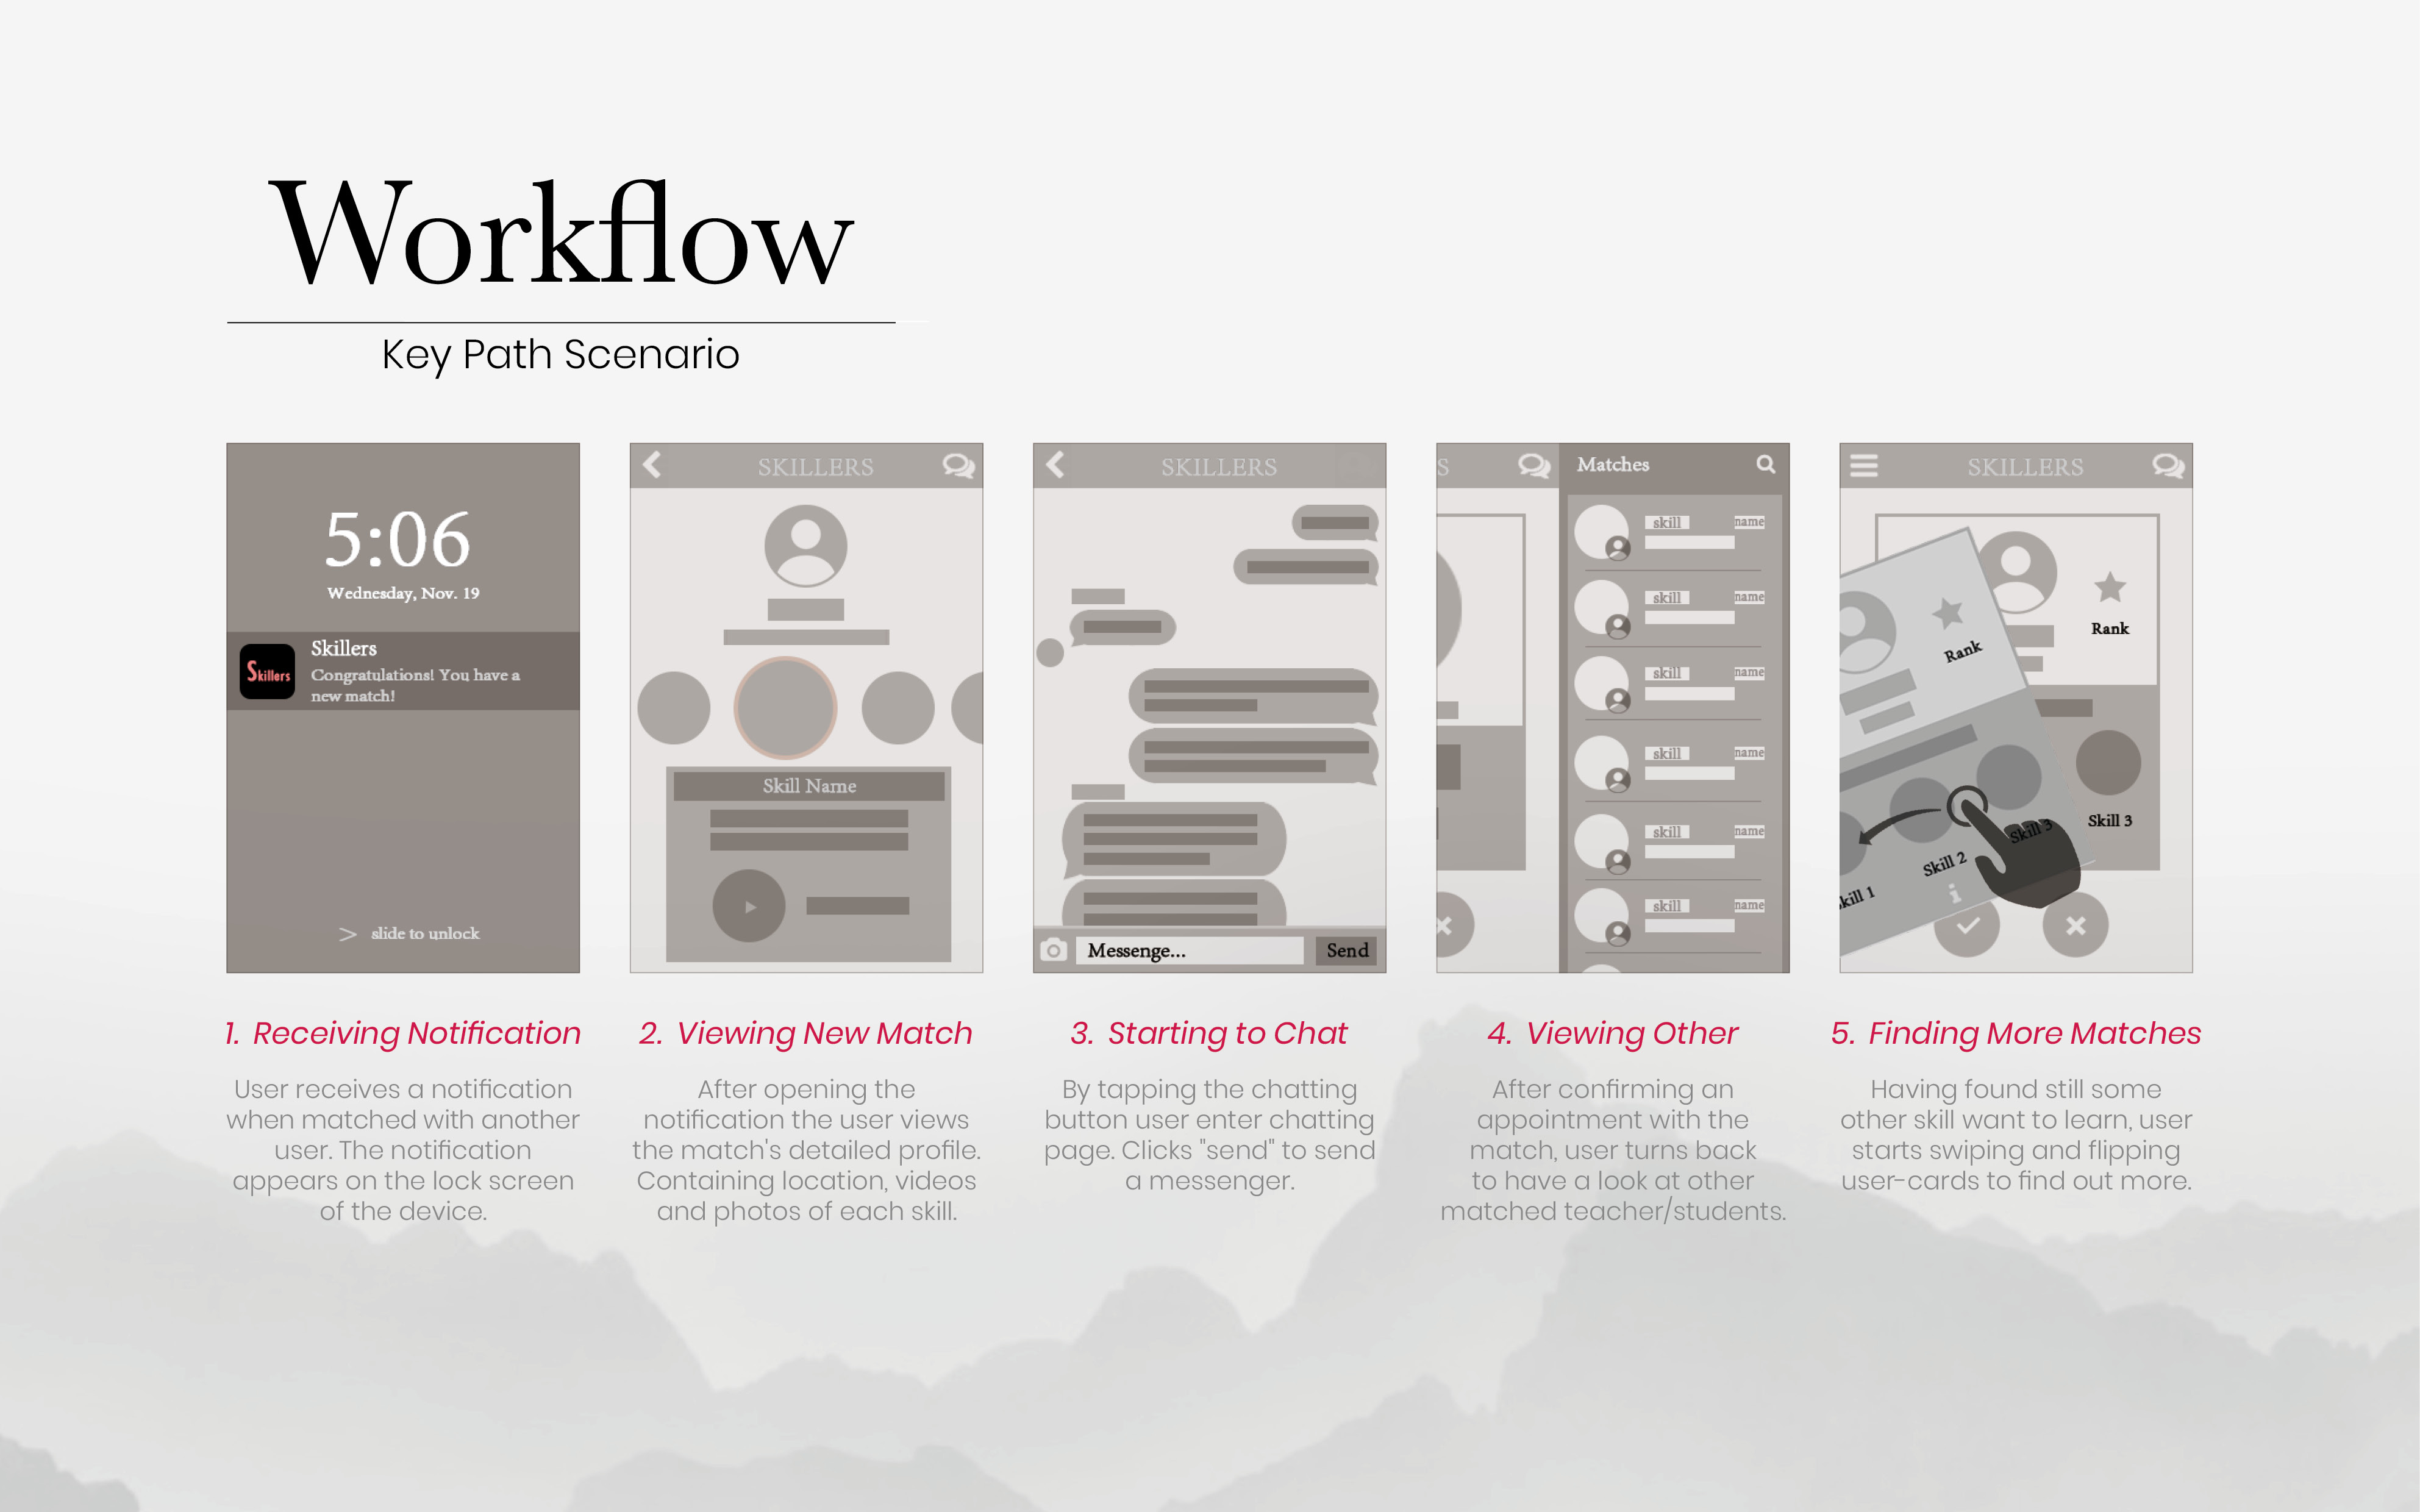 Workflow
Key Path Scenario
5:06
Wednesday, Nov. 19
Skillers
Skillers
Congratulations! You have a
new match!
> slide to unlock
SKILLERS
Skill Name
SKILLERS
Messenge...
Send
S
Matches
skill name
skill name
skill name
skill name
skill name
skill name
SKILLERS
Rank
Rank
Skill 3
Skill 3
Skill 2
kill 1
i
1. Receiving Notification
User receives a notification
when matched with another
user. The notification
appears on the lock screen
of the device.
2. Viewing New Match
After opening the
notification the user views
the match's detailed profile.
Containing location, videos
and photos of each skill.
3. Starting to Chat
By tapping the chatting
button user enter chatting
page. Clicks "send" to send
a messenger.
4. Viewing Other
After confirming an
appointment with the
match, user turns back
to have a look at other
matched teacher/students.
5. Finding More Matches
Having found still some
other skill want to learn, user
starts swiping and flipping
user-cards to find out more.